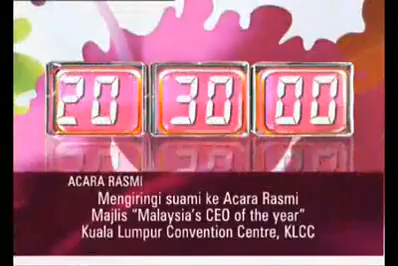 20 30 00
ACARA RASMI
Mengiringi suami ke Acara Rasmi
Majlis "Malaysia's CEO of the year"
Kuala Lumpur Convention Centre, KLCC